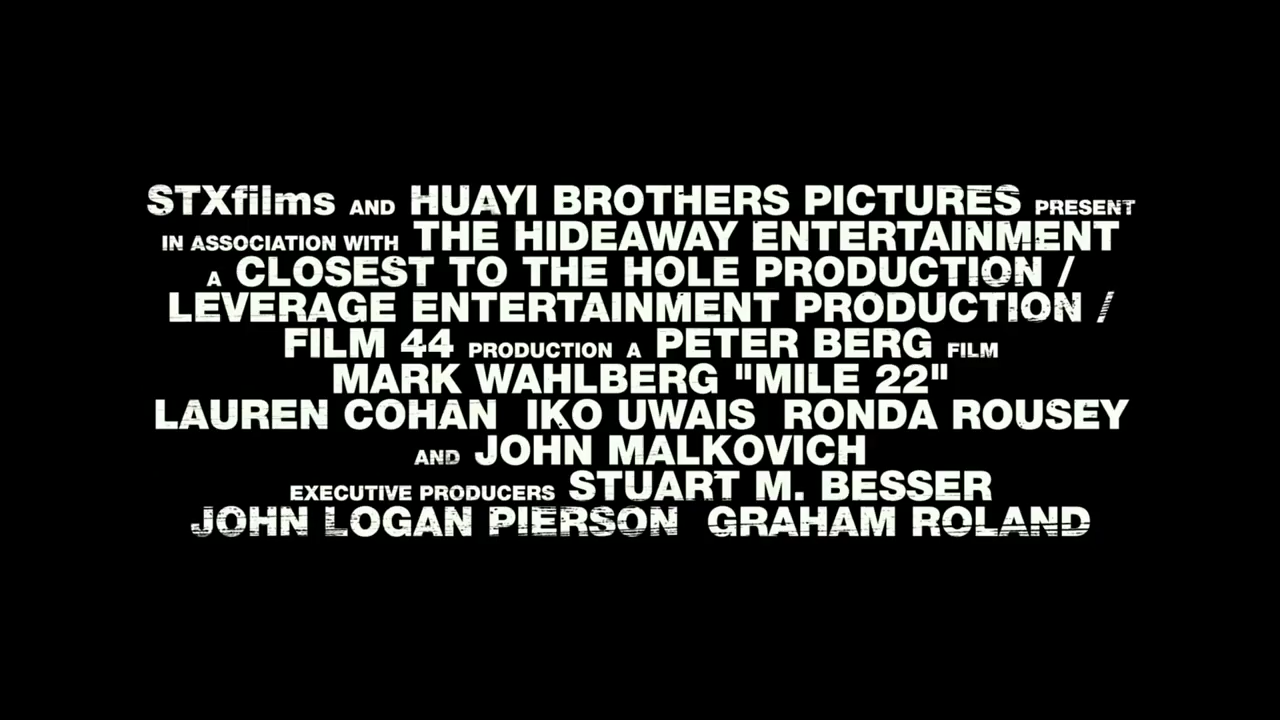 STXfilms AND HUAYI BROTHERS PICTURES PRESENT
IN ASSOCIATION WITH THE HIDEAWAY ENTERTAINMENT
A CLOSEST TO THE HOLE PRODUCTION /
LEVERAGE ENTERTAINMENT PRODUCTION /
FILM 44 PRODUCTION A PETER BERG FILM
MARK WAHLBERG "MILE 22"
LAUREN COHAN IKO UWAIS RONDA ROUSEY
AND JOHN MALKOVICH
EXECUTIVE PRODUCERS STUART M. BESSER
JOHN LOGAN PIERSON GRAHAM ROLAND